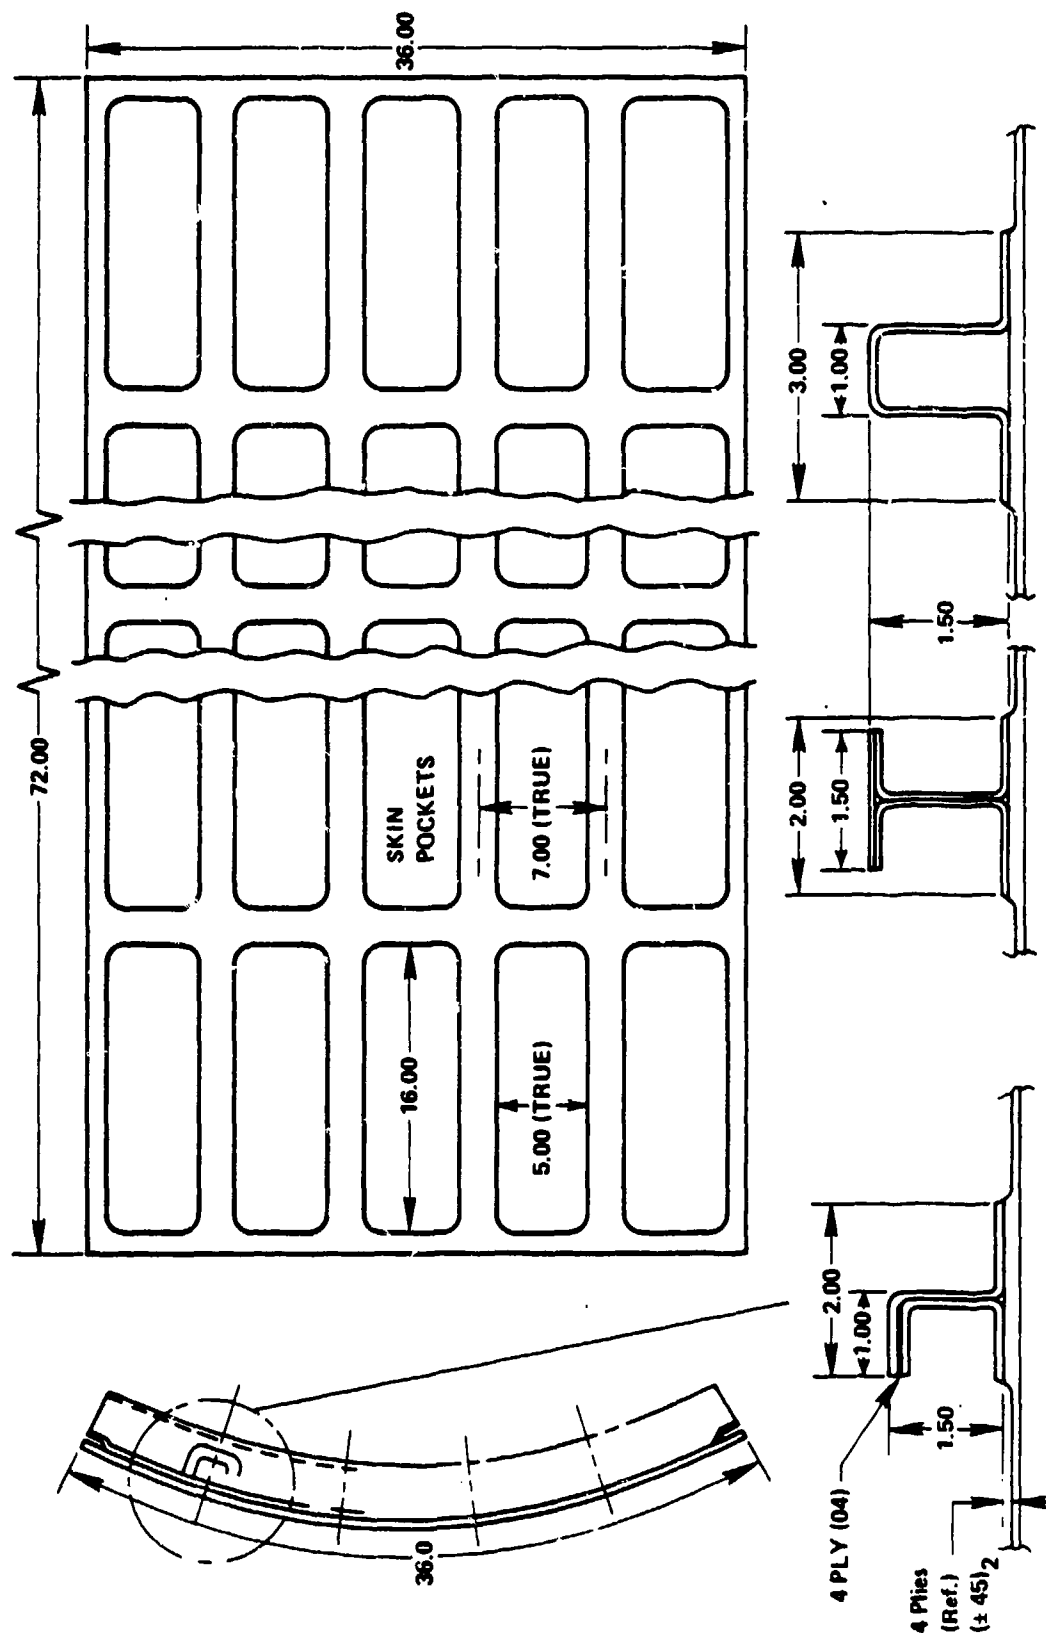 36.0
72.00
36.00
16.00
5.00 (TRUE)
SKIN
POCKETS
7.00 (TRUE)
4 PLY (04)
4 Plies
(Ref.)
(± 45)2
1.50
1.00
2.00
2.00
1.50
1.50
3.00
1.00